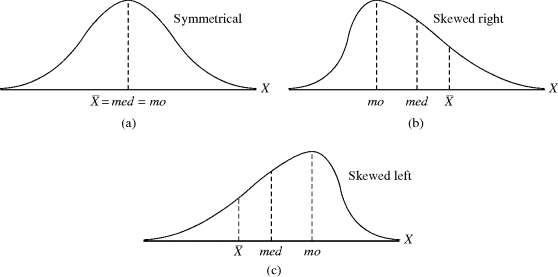 Symmetrical
X
X̄ = med = mo
(a)
Skewed right
X
mo med X̄
(b)
Skewed left
X
X̄ med mo
(c)